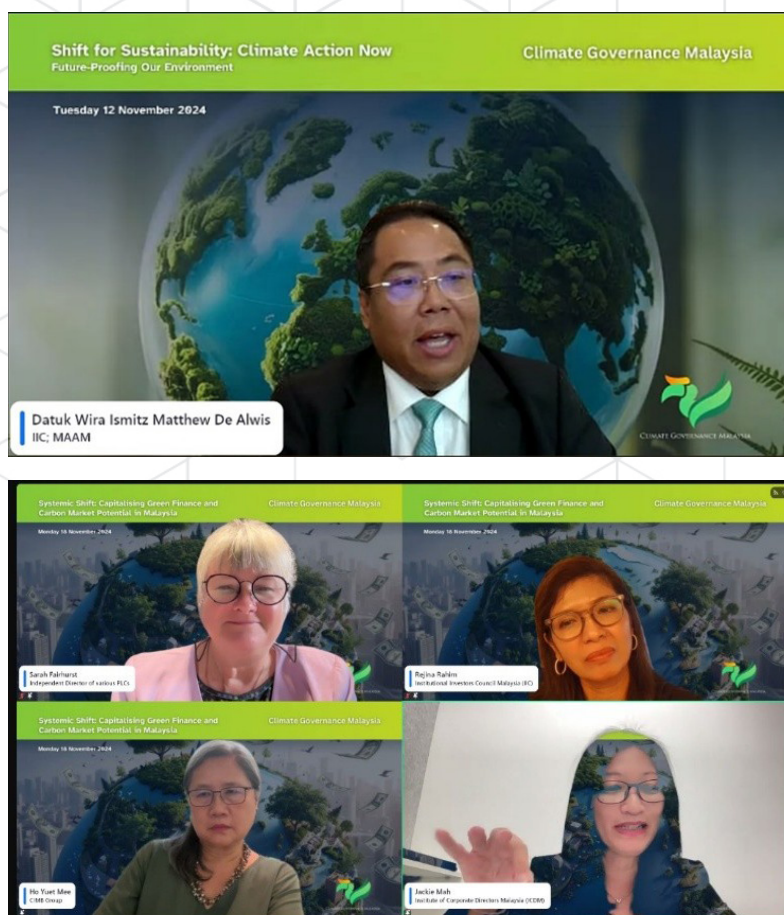 Shift for Sustainability: Climate Action Now
Future-Proofing Our Environment
Climate Governance Malaysia
Tuesday 12 November 2024
Datuk Wira Ismitz Matthew De Alwis
IIC; MAAM
CLIMATE GOVERNANCE MALAYSIA
Systemic Shift: Capitalising Green Finance and
Carbon Market Potential in Malaysia
Climate Governance Malaysia
Monday 18 November 2024
Sarah Fairhurst
Independent Director of various PLCs
Systemic Shift: Capitalising Green Finance and
Carbon Market Potential in Malaysia
Climate Governance Malaysia
Monday 18 November 2024
Rejina Rahim
Institutional Investors Council Malaysia (IIC)
Systemic Shift: Capitalising Green Finance and
Carbon Market Potential in Malaysia
Climate Governance Malaysia
Monday 18 November 2024
Ho Yuet Mee
CIMB Group
Jackie Mah
Institute of Corporate Directors Malaysia (ICDM)